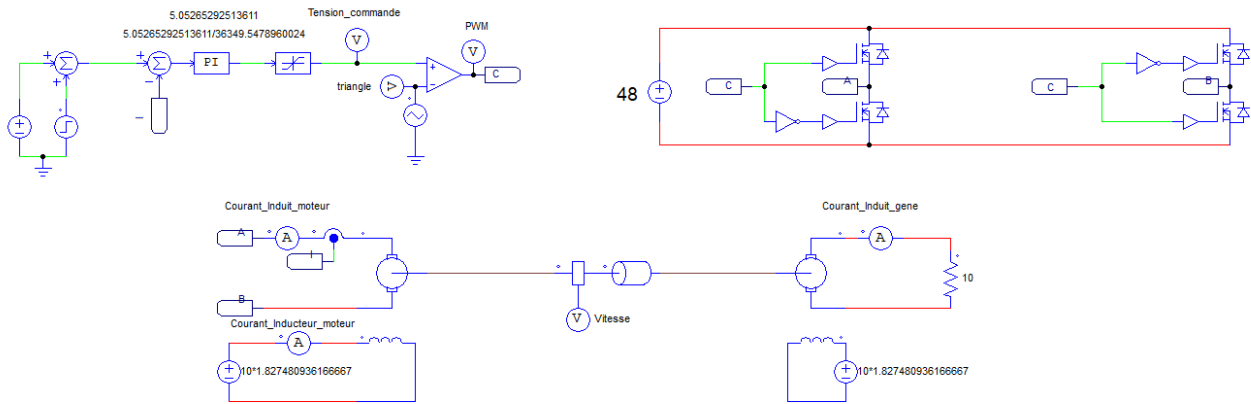 5.05265292513611
5.05265292513611/36349.5478960024
Tension_commande
V
PWM
V
PI
C
triangle
V
I
48
C
A
C
B
Courant_Induit_moteur
A
A
I
B
Courant_Inducteur_moteur
A
10*1.827480936166667
V
Vitesse
Courant_Induit_gene
A
10
10*1.827480936166667